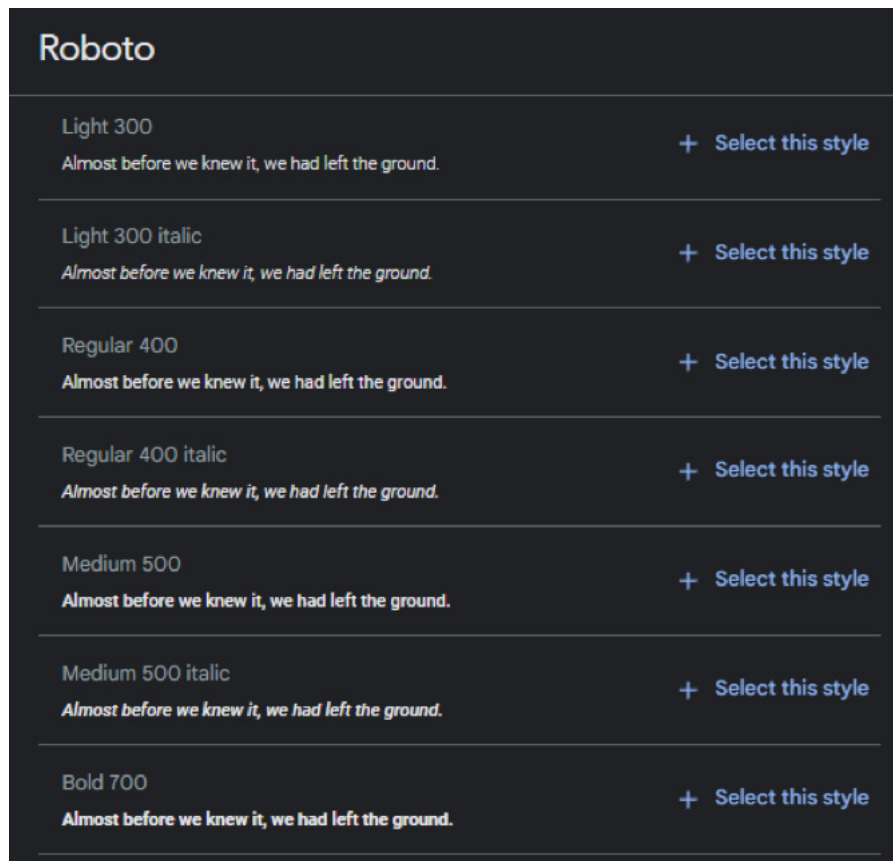 Roboto
Light 300
Almost before we knew it, we had left the ground.
+ Select this style
Light 300 italic
Almost before we knew it, we had left the ground.
+ Select this style
Regular 400
Almost before we knew it, we had left the ground.
+ Select this style
Regular 400 italic
Almost before we knew it, we had left the ground.
+ Select this style
Medium 500
Almost before we knew it, we had left the ground.
+ Select this style
Medium 500 italic
Almost before we knew it, we had left the ground.
+ Select this style
Bold 700
Almost before we knew it, we had left the ground.
+ Select this style